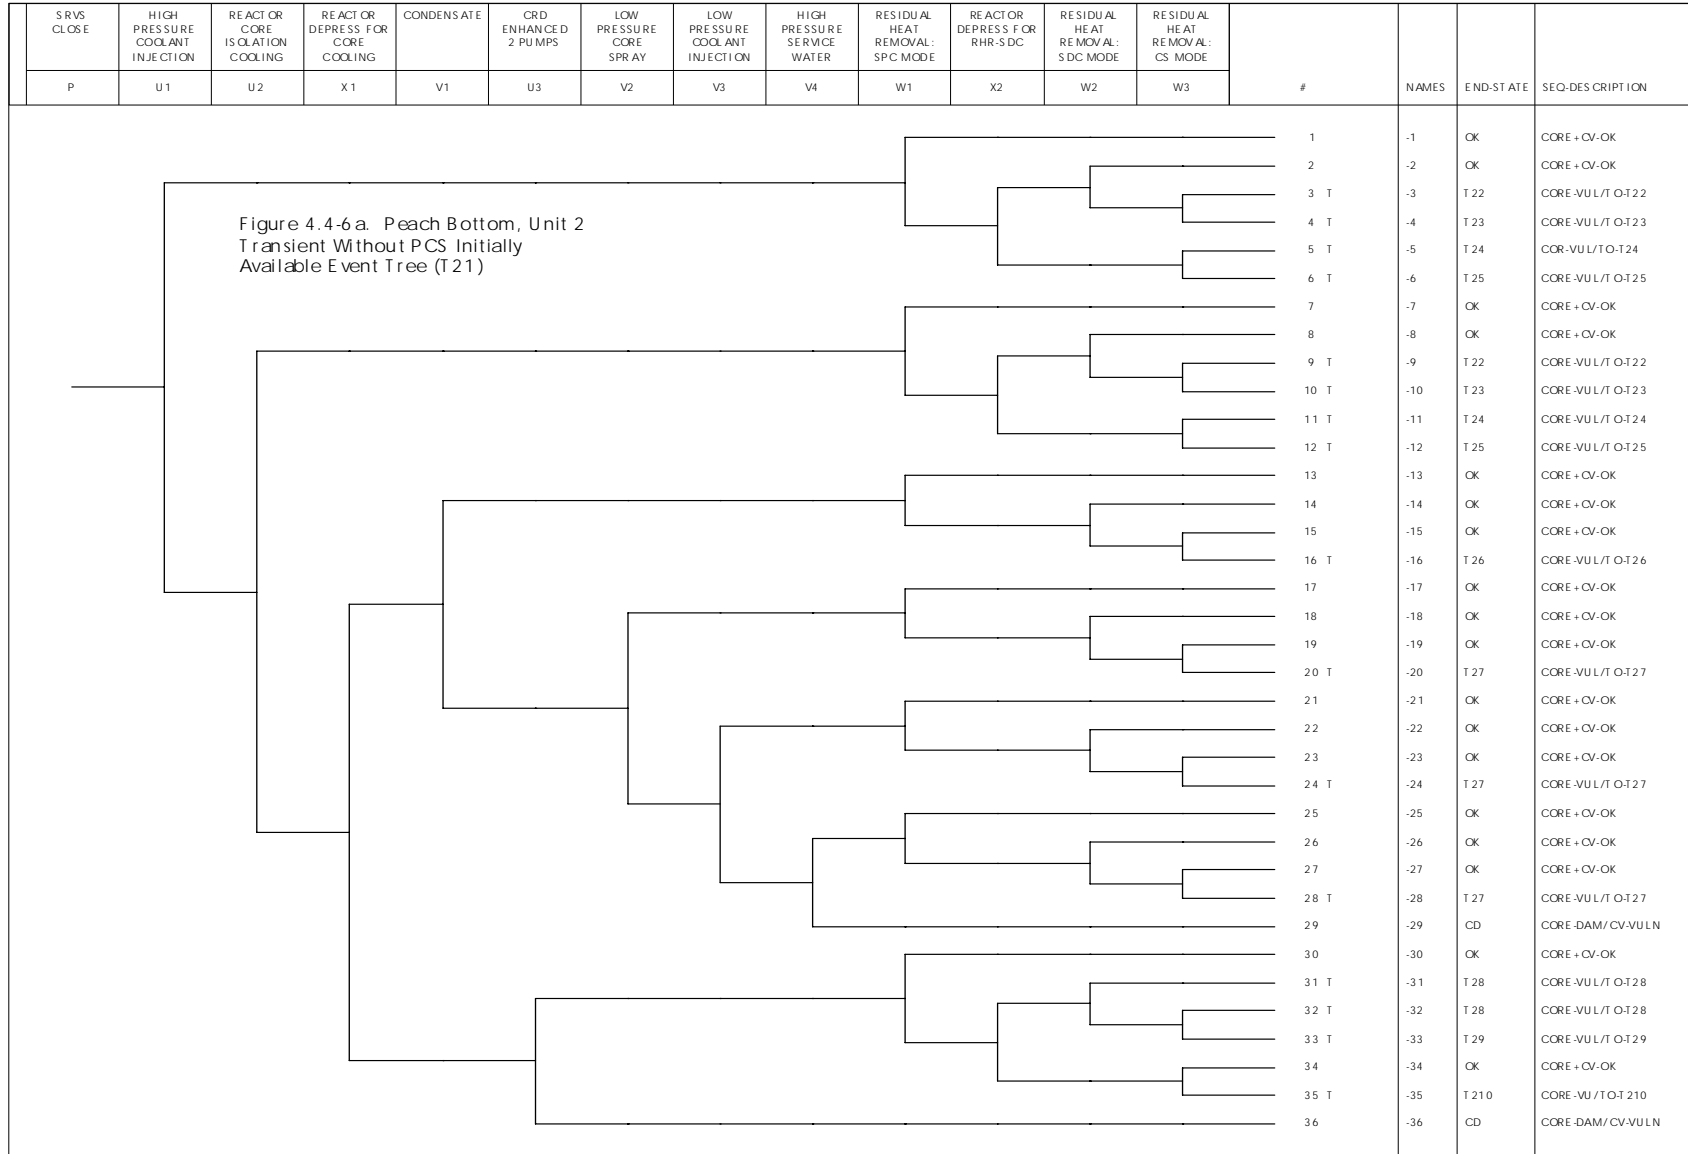 SRVS CLOSE
HIGH PRESSURE COOLANT INJECTION
REACTOR CORE ISOLATION COOLING
REACTOR DEPRESS FOR CORE COOLING
CONDENSATE
CRD ENHANCED 2 PUMPS
LOW PRESSURE CORE SPRAY
LOW PRESSURE COOLANT INJECTION
HIGH PRESSURE SERVICE WATER
RESIDUAL HEAT REMOVAL: SPC MODE
REACTOR DEPRESS FOR RHR-SDC
RESIDUAL HEAT REMOVAL: SDC MODE
RESIDUAL HEAT REMOVAL: CS MODE
P U1 U2 X1 V1 U3 V2 V3 V4 W1 X2 W2 W3 # NAMES END-STATE SEQ-DESCRIPTION
Figure 4.4-6a. Peach Bottom, Unit 2
Transient Without PCS Initially
Available Event Tree (T21)
1 -1 OK CORE+CV-OK
2 -2 OK CORE+CV-OK
3 T -3 T22 CORE-VUL/TO-T22
4 T -4 T23 CORE-VUL/TO-T23
5 T -5 T24 COR-VUL/TO-T24
6 T -6 T25 CORE-VUL/TO-T25
7 -7 OK CORE+CV-OK
8 -8 OK CORE+CV-OK
9 T -9 T22 CORE-VUL/TO-T22
10 T -10 T23 CORE-VUL/TO-T23
11 T -11 T24 CORE-VUL/TO-T24
12 T -12 T25 CORE-VUL/TO-T25
13 -13 OK CORE+CV-OK
14 -14 OK CORE+CV-OK
15 -15 OK CORE+CV-OK
16 T -16 T26 CORE-VUL/TO-T26
17 -17 OK CORE+CV-OK
18 -18 OK CORE+CV-OK
19 -19 OK CORE+CV-OK
20 T -20 T27 CORE-VUL/TO-T27
21 -21 OK CORE+CV-OK
22 -22 OK CORE+CV-OK
23 -23 OK CORE+CV-OK
24 T -24 T27 CORE-VUL/TO-T27
25 -25 OK CORE+CV-OK
26 -26 OK CORE+CV-OK
27 -27 OK CORE+CV-OK
28 T -28 T27 CORE-VUL/TO-T27
29 -29 CD CORE-DAM/CV-VULN
30 -30 OK CORE+CV-OK
31 T -31 T28 CORE-VUL/TO-T28
32 T -32 T28 CORE-VUL/TO-T28
33 T -33 T29 CORE-VUL/TO-T29
34 -34 OK CORE+CV-OK
35 T -35 T210 CORE-VU/TO-T210
36 -36 CD CORE-DAM/CV-VULN